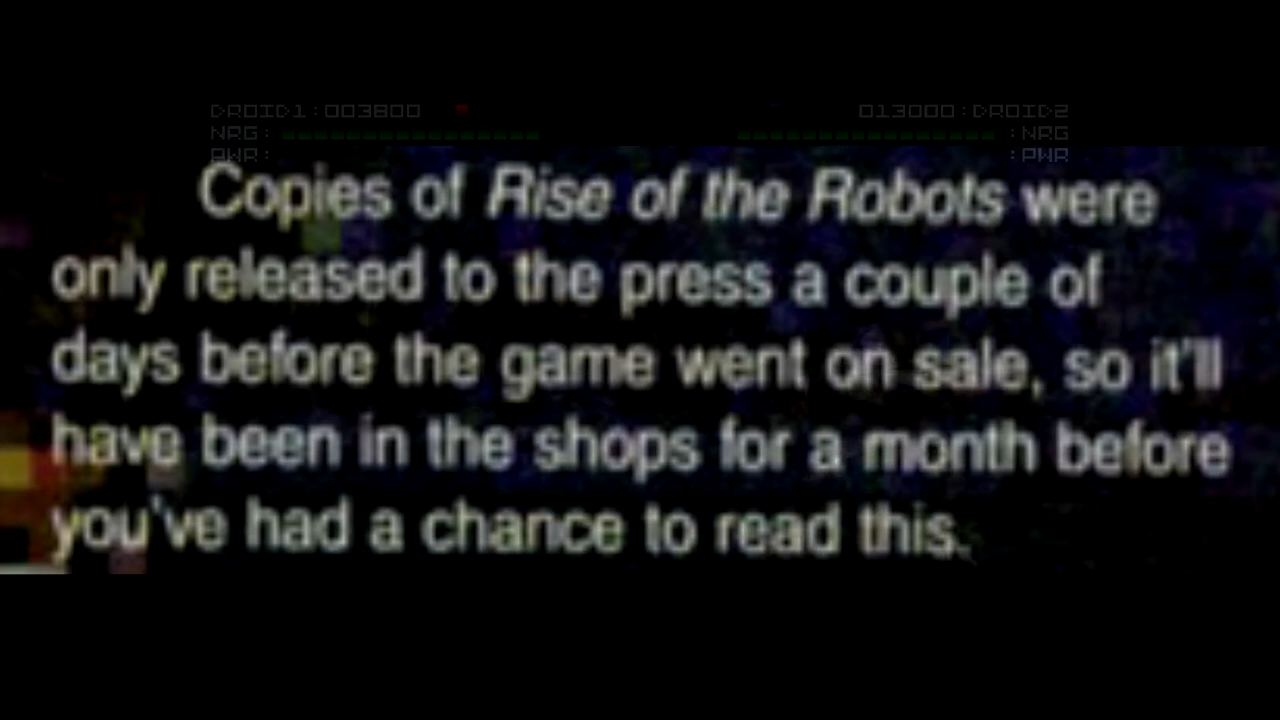 DROID1:003800 013000:DROID2
NRG: :NRG
PWR: :PWR
Copies of Rise of the Robots were
only released to the press a couple of
days before the game went on sale, so it'll
have been in the shops for a month before
you've had a chance to read this.